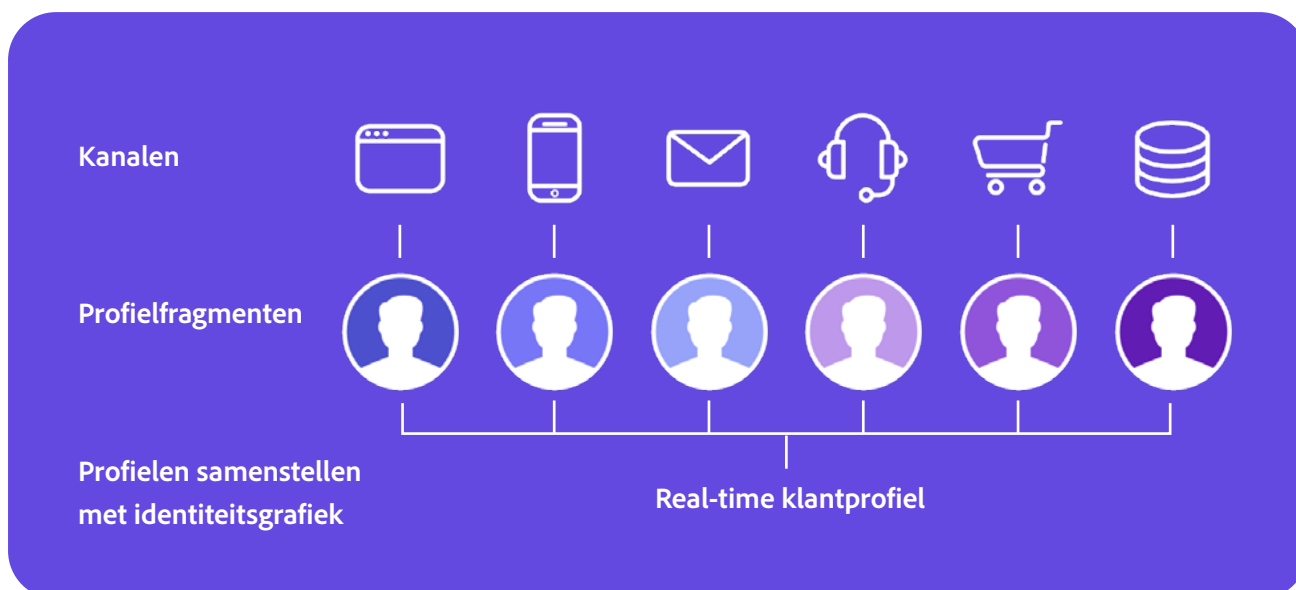 Kanalen
Profielfragmenten
Profielen samenstellen
met identiteitsgrafiek
Real-time klantprofiel